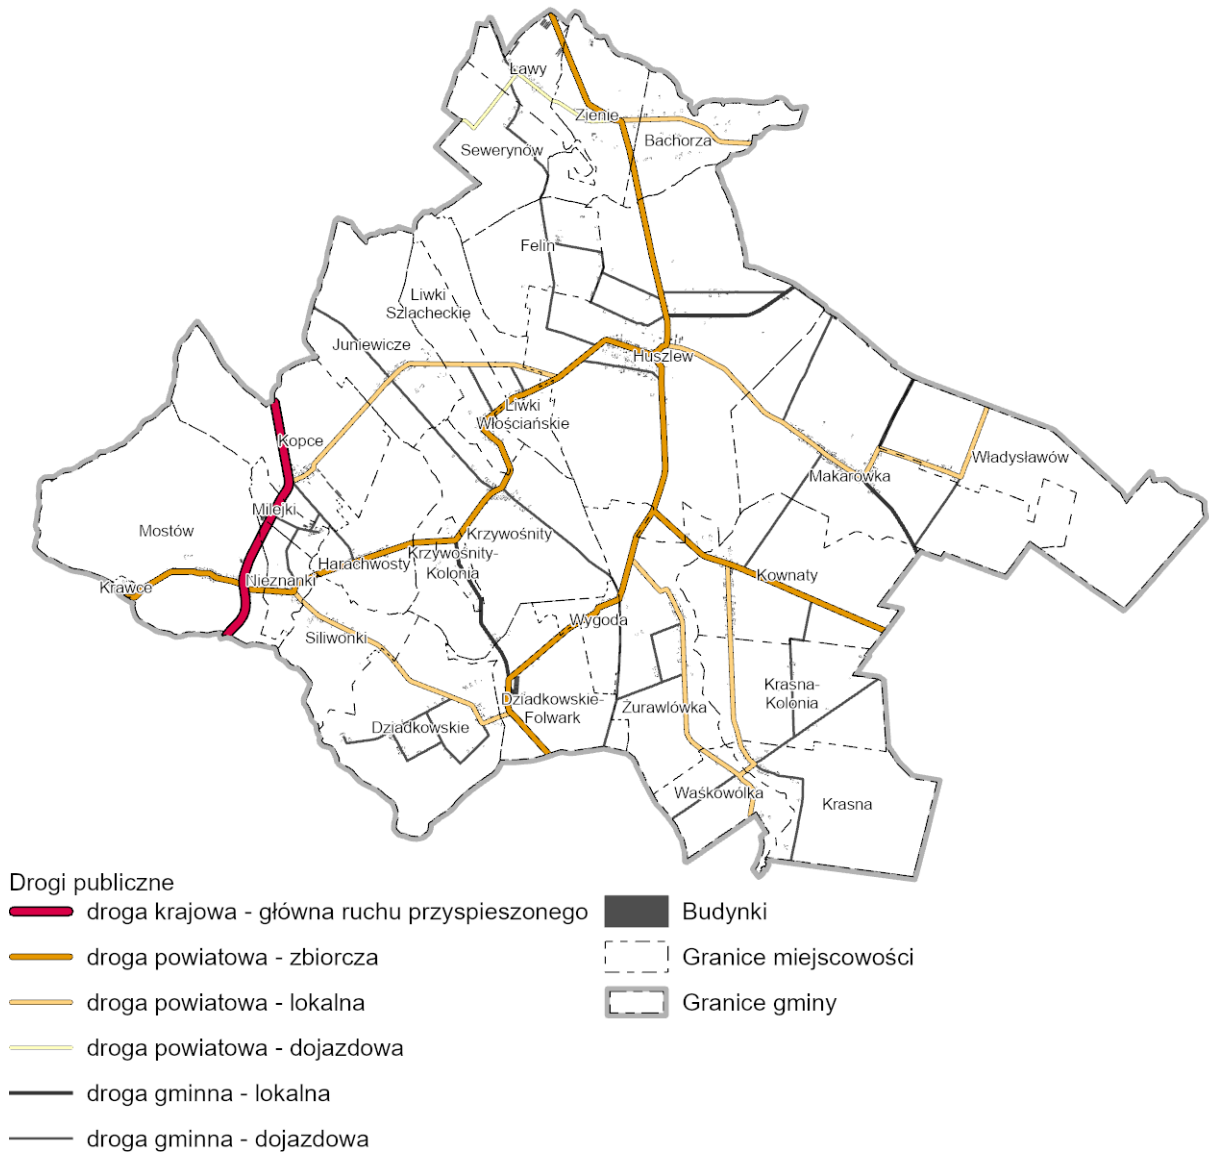 Ławy
Zienie
Bachorza
Sewerynów
Felin
Liwki
Szlacheckie
Juniewicze
Huszlew
Liwki
Włościańskie
Kopce
Władysławów
Makarówka
Milejki
Mostów
Krzywośnity
Krzywośnity-
Kolonia
Harachwosty
Kownaty
Nieznanki
Krawce
Wygoda
Siliwonki
Krasna-
Kolonia
Dziadkowskie-
Folwark
Żurawlówka
Dziadkowskie
Waśkowólka
Krasna
Drogi publiczne
droga krajowa - główna ruchu przyspieszonego
droga powiatowa - zbiorcza
droga powiatowa - lokalna
droga powiatowa - dojazdowa
droga gminna - lokalna
droga gminna - dojazdowa
Budynki
Granice miejscowości
Granice gminy